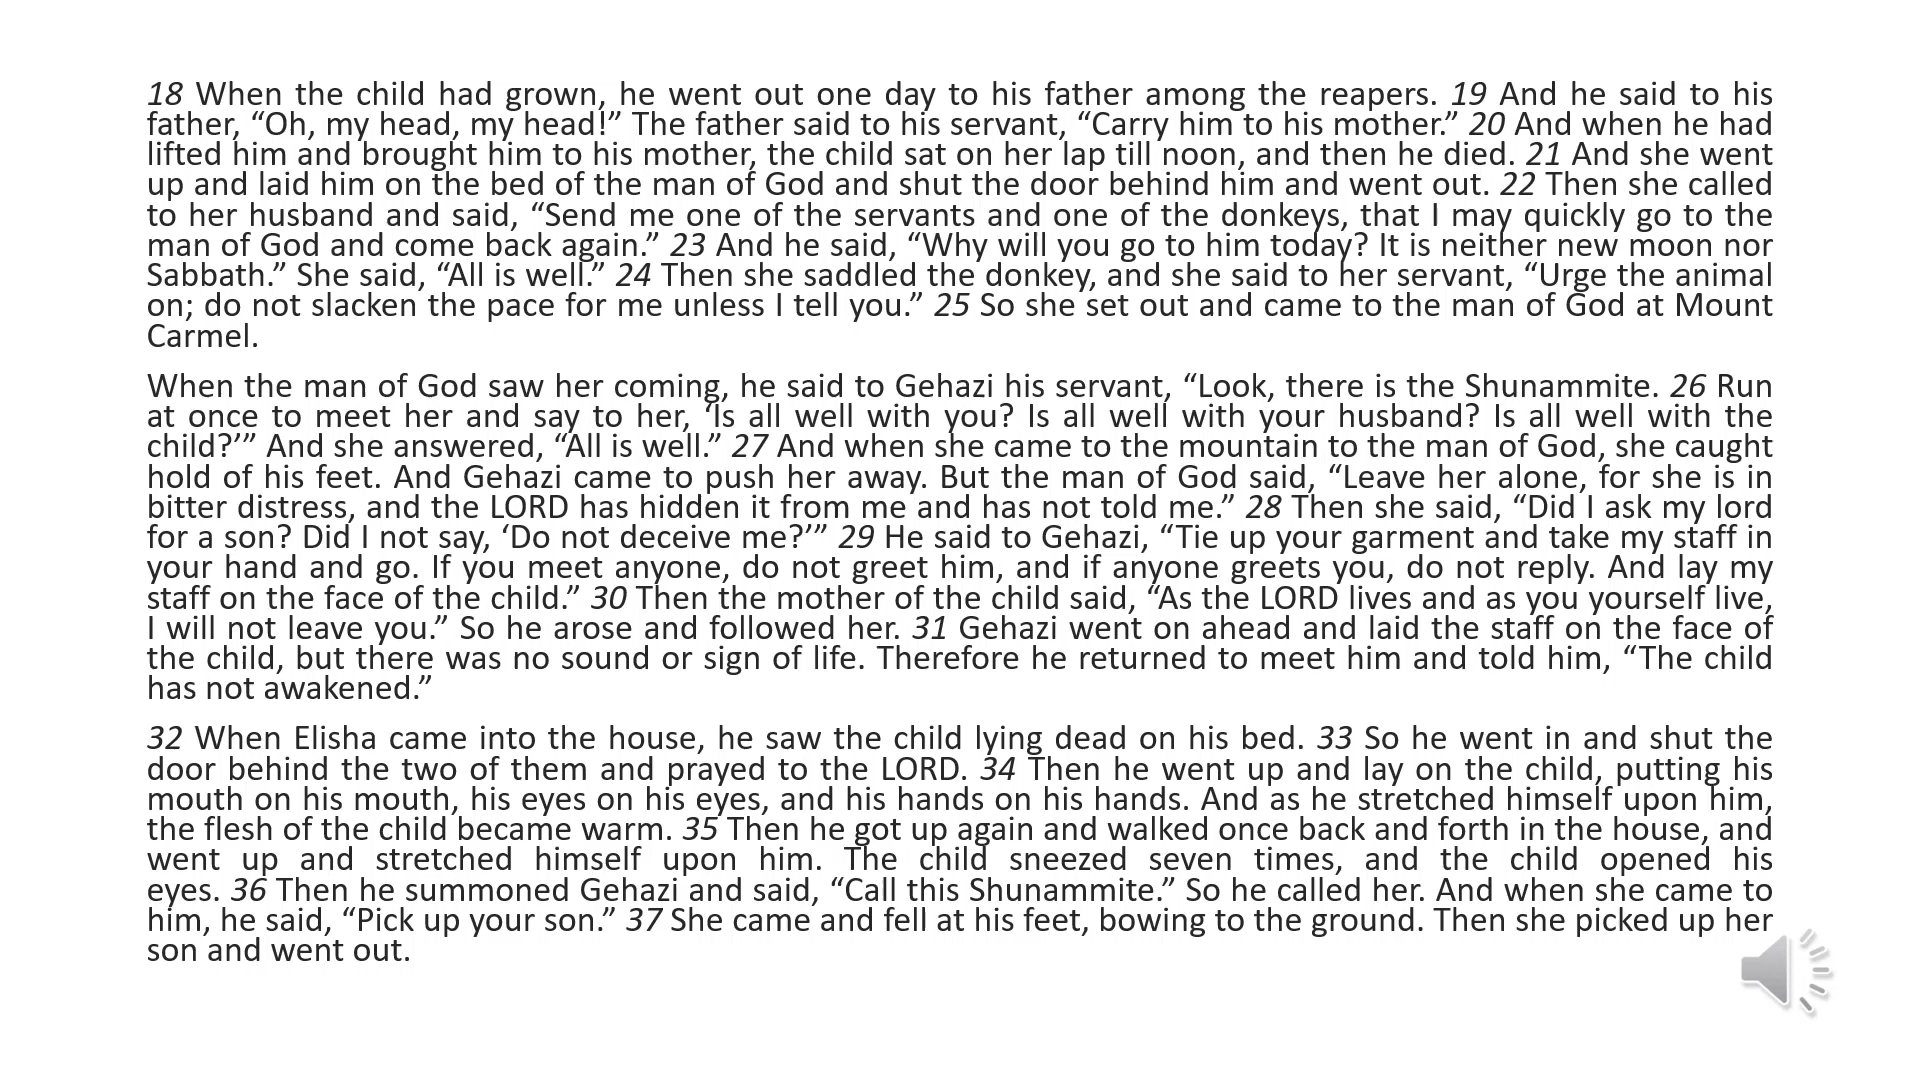 18 When the child had grown, he went out one day to his father among the reapers. 19 And he said to his
father, “Oh, my head, my head!” The father said to his servant, “Carry him to his mother.” 20 And when he had
lifted him and brought him to his mother, the child sat on her lap till noon, and then he died. 21 And she went
up and laid him on the bed of the man of God and shut the door behind him and went out. 22 Then she called
to her husband and said, “Send me one of the servants and one of the donkeys, that I may quickly go to the
man of God and come back again.” 23 And he said, “Why will you go to him today? It is neither new moon nor
Sabbath.” She said, “All is well.” 24 Then she saddled the donkey, and she said to her servant, “Urge the animal
on; do not slacken the pace for me unless I tell you.” 25 So she set out and came to the man of God at Mount
Carmel.
When the man of God saw her coming, he said to Gehazi his servant, “Look, there is the Shunammite. 26 Run
at once to meet her and say to her, ‘Is all well with you? Is all well with your husband? Is all well with the
child?’” And she answered, “All is well.” 27 And when she came to the mountain to the man of God, she caught
hold of his feet. And Gehazi came to push her away. But the man of God said, “Leave her alone, for she is in
bitter distress, and the LORD has hidden it from me and has not told me.” 28 Then she said, “Did I ask my lord
for a son? Did I not say, ‘Do not deceive me?’” 29 He said to Gehazi, “Tie up your garment and take my staff in
your hand and go. If you meet anyone, do not greet him, and if anyone greets you, do not reply. And lay my
staff on the face of the child.” 30 Then the mother of the child said, “As the LORD lives and as you yourself live,
I will not leave you.” So he arose and followed her. 31 Gehazi went on ahead and laid the staff on the face of
the child, but there was no sound or sign of life. Therefore he returned to meet him and told him, “The child
has not awakened.”
32 When Elisha came into the house, he saw the child lying dead on his bed. 33 So he went in and shut the
door behind the two of them and prayed to the LORD. 34 Then he went up and lay on the child, putting his
mouth on his mouth, his eyes on his eyes, and his hands on his hands. And as he stretched himself upon him,
the flesh of the child became warm. 35 Then he got up again and walked once back and forth in the house, and
went up and stretched himself upon him. The child sneezed seven times, and the child opened his
eyes. 36 Then he summoned Gehazi and said, “Call this Shunammite.” So he called her. And when she came to
him, he said, “Pick up your son.” 37 She came and fell at his feet, bowing to the ground. Then she picked up her
son and went out.